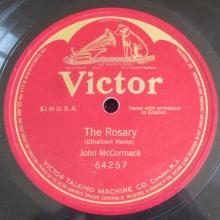 Victor
$.1 in U. S. A.
Tenor with orchestra
in English
The Rosary
(Ethelbert Nevin)
John McCormack
64257
VICTOR TALKING MACHINE CO. Camden, N.J.